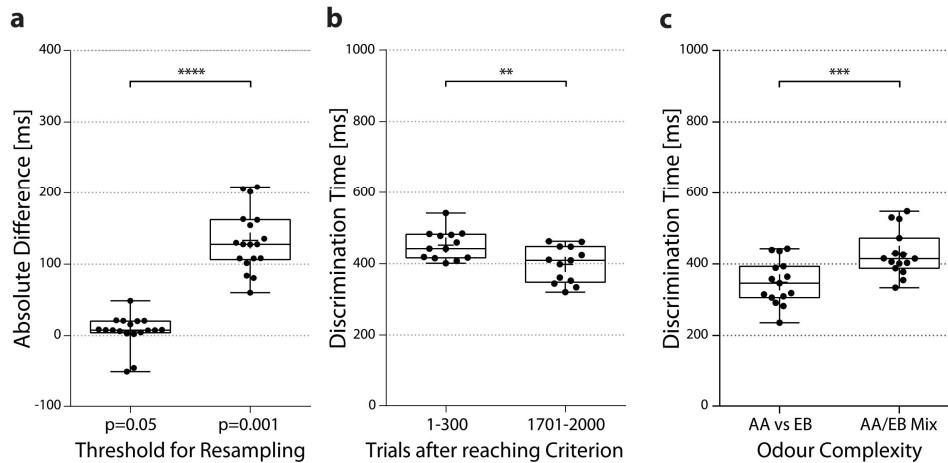 a
400
300
200
100
0
-100
Absolute Difference [ms]
****
p=0.05
p=0.001
Threshold for Resampling
b
1000
800
600
400
200
0
Discrimination Time [ms]
**
1-300
1701-2000
Trials after reaching Criterion
c
1000
800
600
400
200
0
Discrimination Time [ms]
***
AA vs EB
AA/EB Mix
Odour Complexity